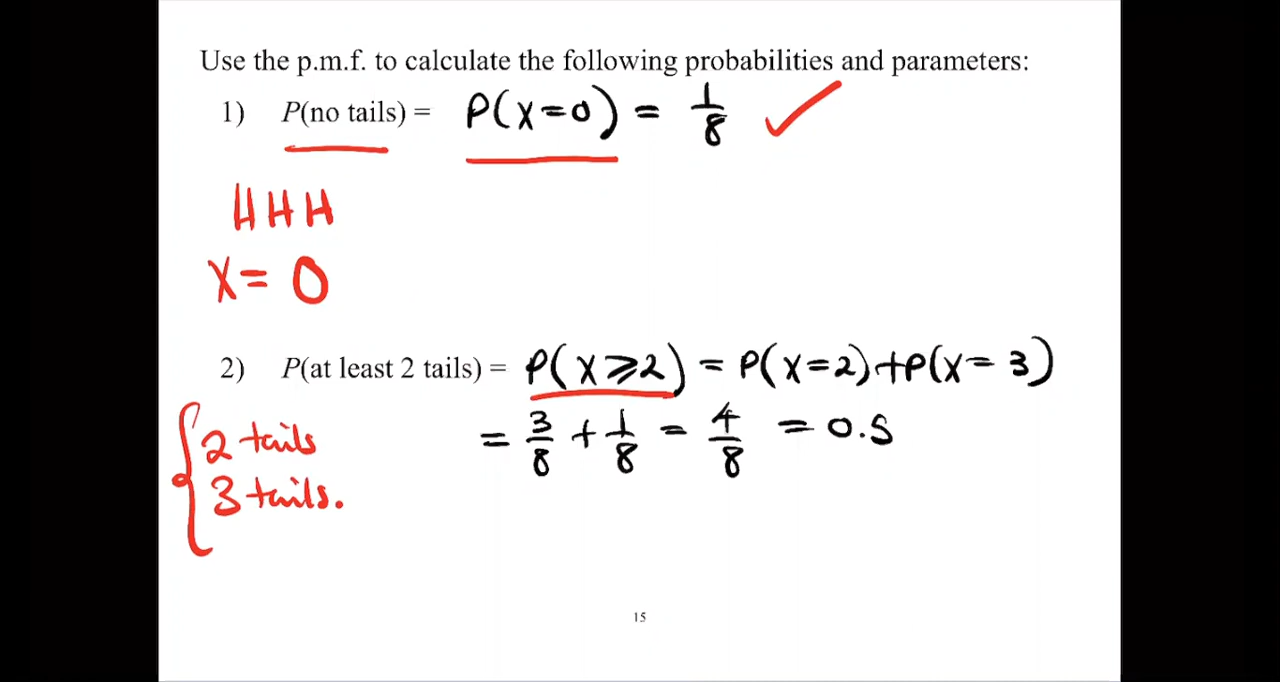 Use the p.m.f. to calculate the following probabilities and parameters:
1) P(no tails) = P(X=0) = 1/8 ✓
HHH
X = 0
2) P(at least 2 tails) = P(X⩾2) = P(X=2)+P(X=3)
2 tails = 3/8 + 1/8 = 4/8 = 0.5
3 tails.
15